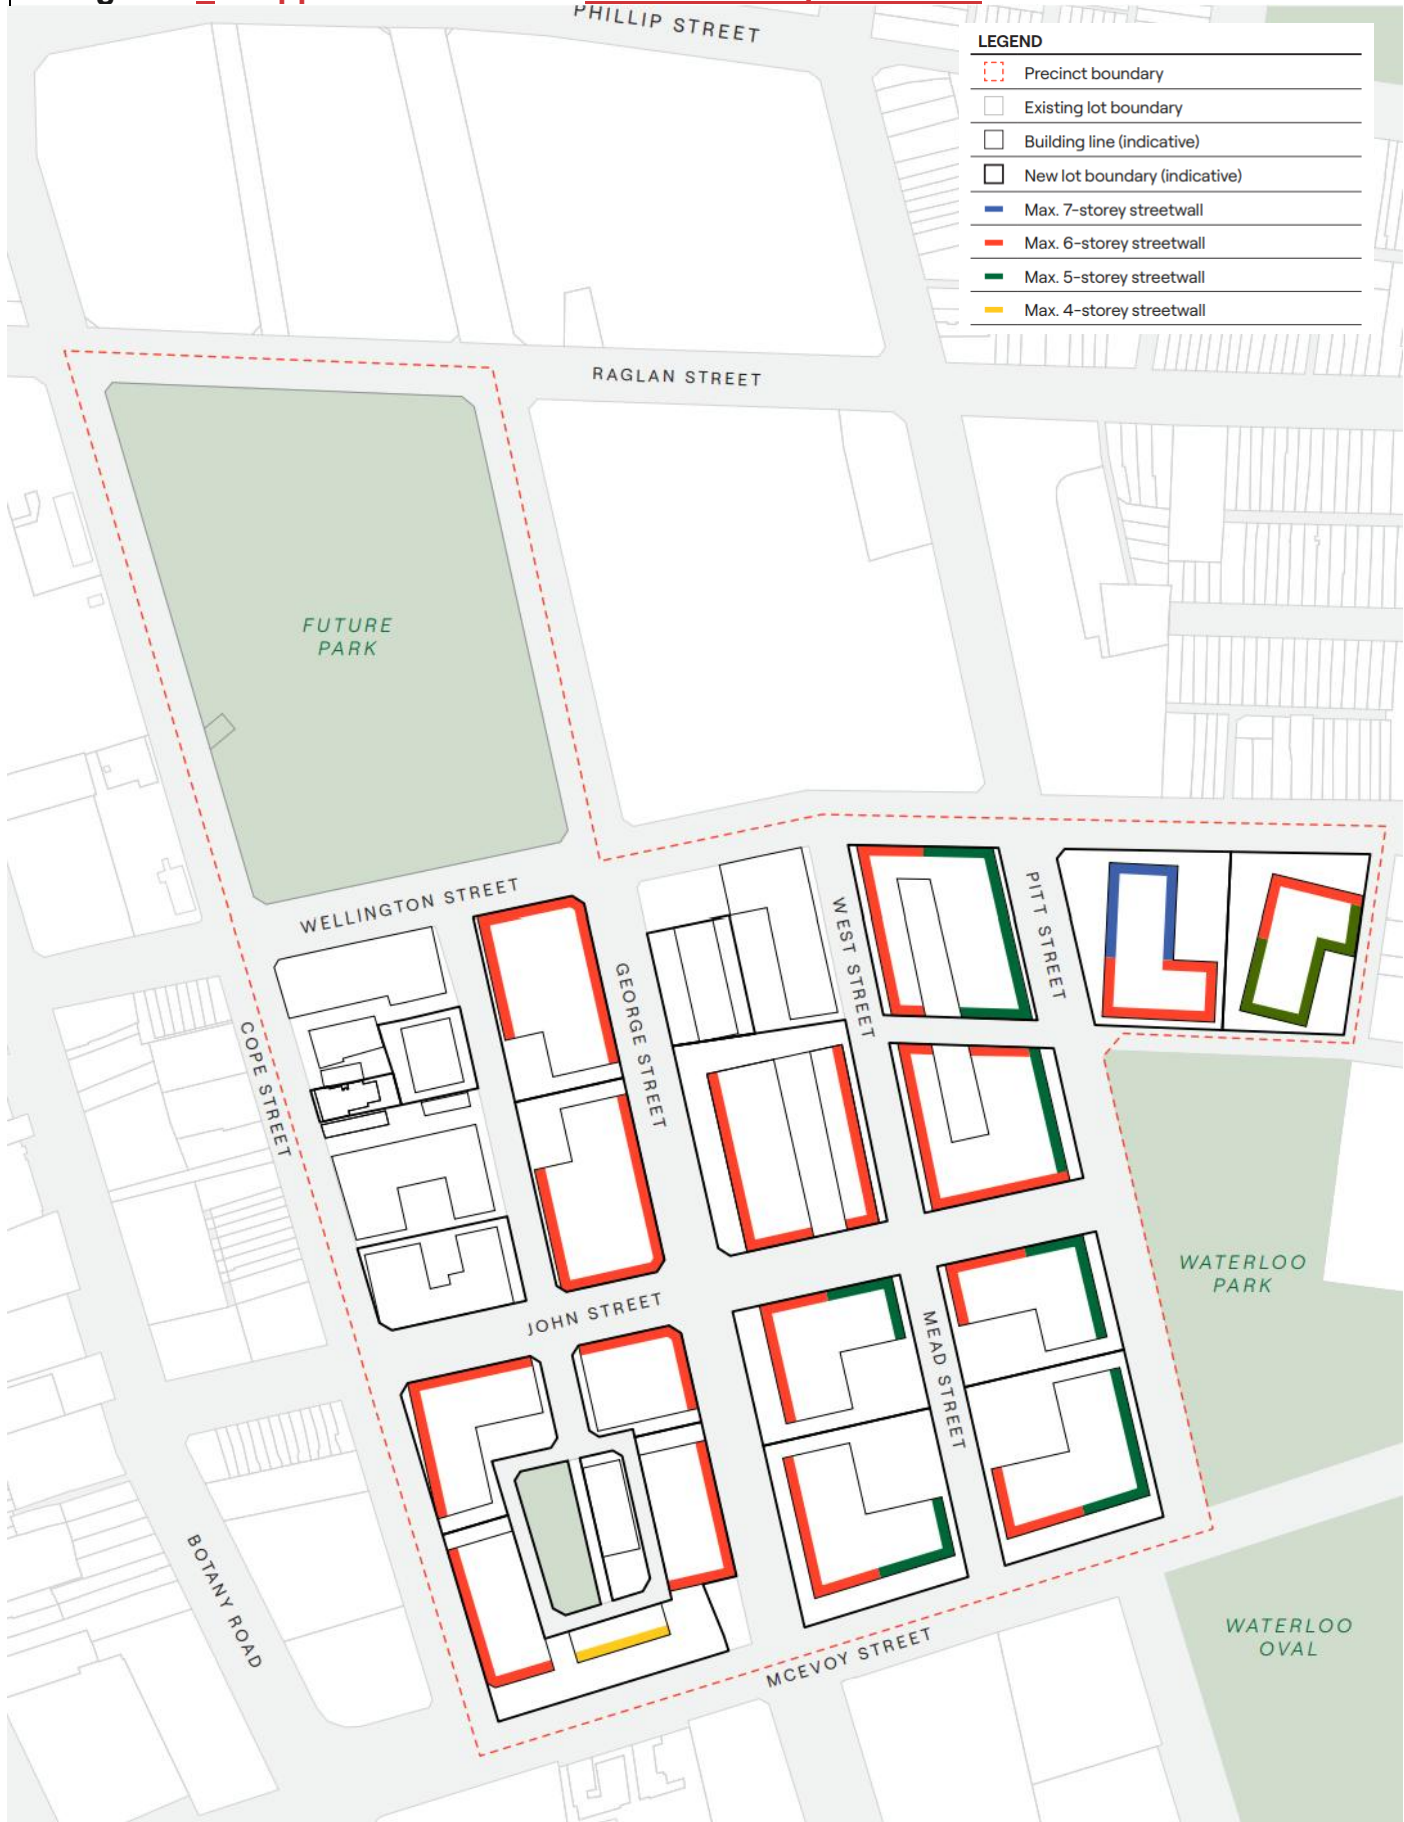 PHILLIP STREET
LEGEND
Precinct boundary
Existing lot boundary
Building line (indicative)
New lot boundary (indicative)
Max. 7-storey streetwall
Max. 6-storey streetwall
Max. 5-storey streetwall
Max. 4-storey streetwall
RAGLAN STREET
FUTURE
PARK
WELLINGTON STREET
PITT STREET
WEST STREET
GEORGE STREET
COPE STREET
WATERLOO
PARK
JOHN STREET
MEAD STREET
BOTANY ROAD
MCEVOY STREET
WATERLOO
OVAL